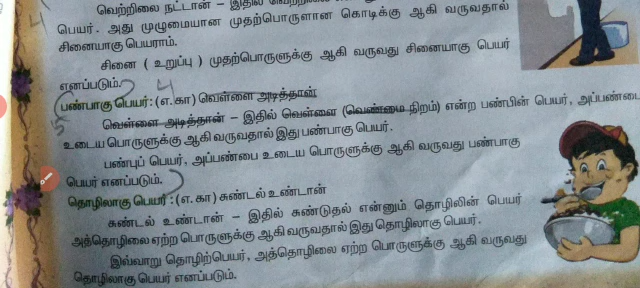 வெற்றிலை நட்டான் – இதில்
பெயர். அது முழுமையான முதற்பொருளான கொடிக்கு ஆகி வருவதால்
சினையாகு பெயராம்.
சினை ( உறுப்பு ) முதற்பொருளுக்கு ஆகி வருவது சினையாகு பெயர்
எனப்படும்.
பண்பாகு பெயர்: (எ.கா) வெள்ளை அடித்தான்
வெள்ளை அடித்தான் – இதில் வெள்ளை (வெண்மை நிறம்) என்ற பண்பின் பெயர், அப்பண்பை
உடைய பொருளுக்கு ஆகி வருவதால் இது பண்பாகு பெயர்.
பண்புப் பெயர், அப்பண்பை உடைய பொருளுக்கு ஆகி வருவது பண்பாகு
பெயர் எனப்படும்.
தொழிலாகு பெயர் : (எ.கா) சுண்டல் உண்டான்
சுண்டல் உண்டான் – இதில் சுண்டுதல் என்னும் தொழிலின் பெயர்
அத்தொழிலை ஏற்ற பொருளுக்கு ஆகி வருவதால் இது தொழிலாகு பெயர்.
இவ்வாறு தொழிற்பெயர், அத்தொழிலை ஏற்ற பொருளுக்கு ஆகி வருவது
தொழிலாகு பெயர் எனப்படும்.